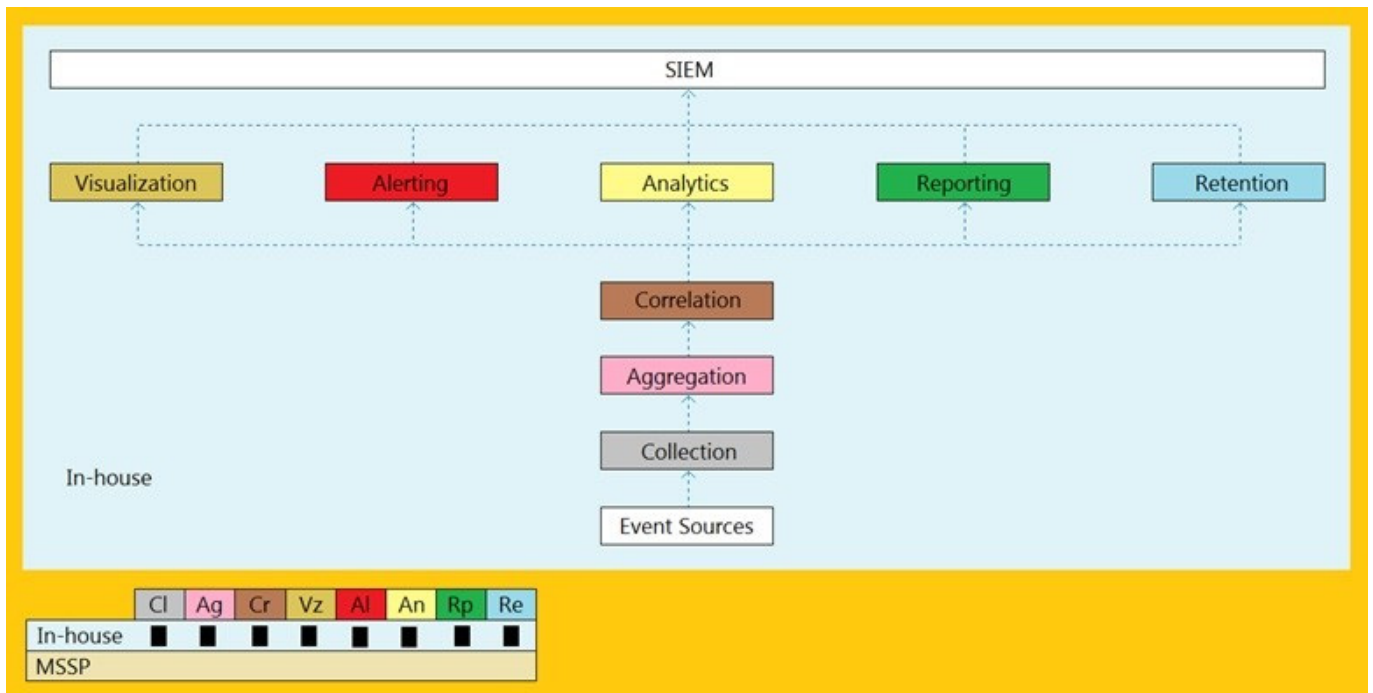 SIEM
Visualization Alerting Analytics Reporting Retention
Correlation
Aggregation
Collection
In-house
Event Sources
Cl Ag Cr Vz Al An Rp Re
In-house
MSSP